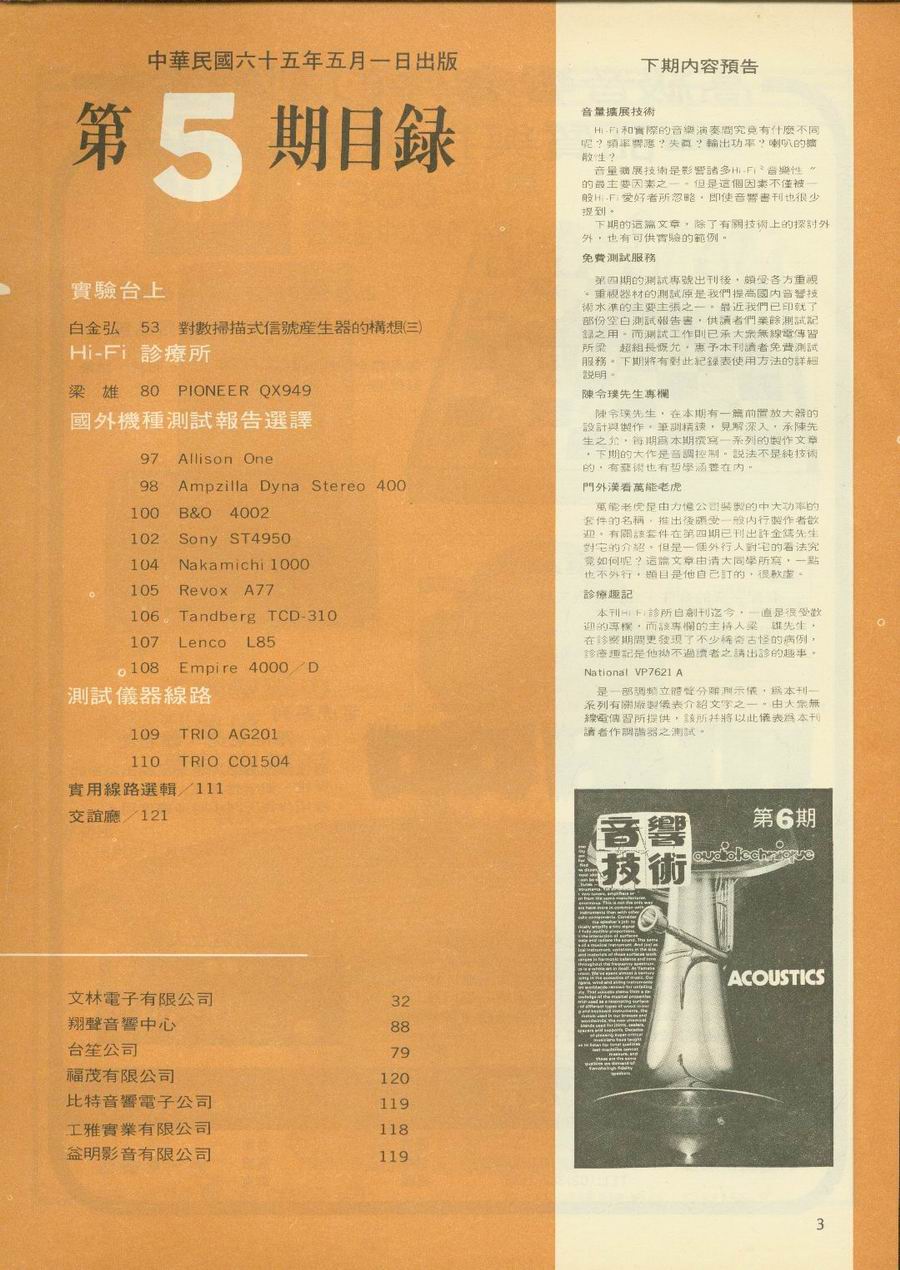 中華民國六十五年五月一日出版
第5期目錄
實驗台上
白金弘 53 對數掃描式信號産生器的構想㈢
Hi-Fi 診療所
梁 雄 80 PIONEER QX949
國外機種測試報告選譯
97 Allison One
98 Ampzilla Dyna Stereo 400
100 B&O 4002
102 Sony ST4950
104 Nakamichi 1000
105 Revox A77
106 Tandberg TCD-310
107 Lenco L85
108 Empire 4000／D
測試儀器線路
109 TRIO AG201
110 TRIO CO1504
實用線路選輯／111
交誼廳／121
文林電子有限公司 32
翔聲音響中心 88
台笙公司 79
福茂有限公司 120
比特音響電子公司 119
工雅實業有限公司 118
益明影音有限公司 119
下期內容預告
音量擴展技術
Hi-Fi和實際的音樂演奏間究竟有什麽不同
呢？頻率響應？失真？輸出功率？喇叭的擴
散性？
音量擴展技術是影響諸多Hi-Fi〝音樂性〞
的最主要因素之一。但是這個因素不僅被一
般Hi-Fi愛好者所忽略，即使音響書刊也很少
提到。
下期的這篇文章，除了有關技術上的探討外
外，也有可供實驗的範例。
免費測試服務
第四期的測試專號出刊後，頗受各方重視
。重視器材的測試原是我們提高國内音響技
術水準的主要主張之一。最近我們已印就了
部份空白測試報告書，供讀者們業餘測試記
錄之用。而測試工作則已承大衆無線電傳習
所梁 超組長慨允，惠予本刊讀者免費測試
服務。下期將有對此紀錄表使用方法的詳細
説明。
陳令璞先生專欄
陳令璞先生，在本期有一篇前置放大器的
設計與製作。筆調精鍊，見解深入，承陳先
生之允，每期爲本期撰寫一系列的製作文章
，下期的大作是音調控制。説法不是純技術
的，有藝術也有哲學涵養在内。
門外漢看萬能老虎
萬能老虎是由力億公司裝製的中大功率的
套件的名稱，推出後頗受一般内行製作者歡
迎。有關該套件在第四期已刊出許金鐫先生
對它的介紹。但是一個外行人對它的看法究
竟如何呢？這篇文章由清大同學所寫，一點
也不外行，題目是他自己訂的，很歉虛。
診療趣記
本刊Hi-Fi診所自創刊迄今，一直是很受歡
迎的專欄，而該專欄的主持人梁 雄先生，
在診察期間更發現了不少稀奇古怪的病例，
診療趣記是他拗不過讀者之請出診的趣事。
National VP7621A
是一部調頻立體聲分離測示儀，爲本刊一
系列有關廠製儀表介紹文字之一。由大衆無
線電傳習所提供，該所并將以此儀表爲本刊
讀者作調諧器之測試。
第6期
音響
技術
audiotechnique
ACOUSTICS
3